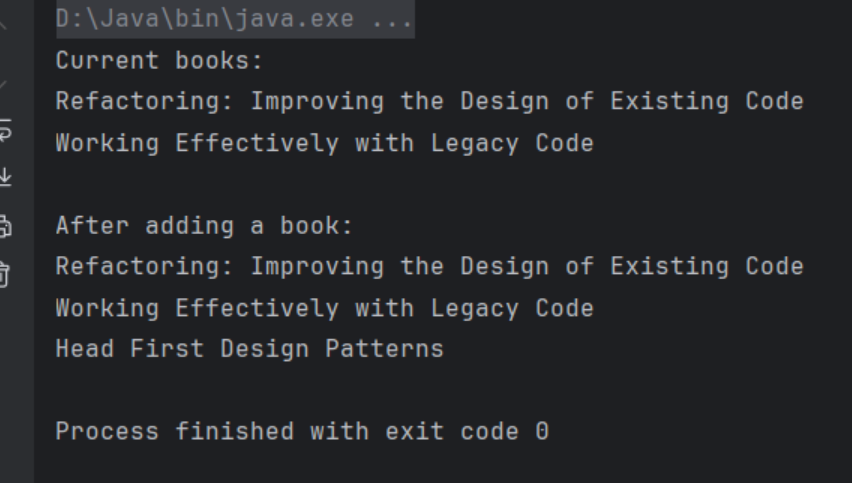 D:\Java\bin\java.exe ...
Current books:
Refactoring: Improving the Design of Existing Code
Working Effectively with Legacy Code
After adding a book:
Refactoring: Improving the Design of Existing Code
Working Effectively with Legacy Code
Head First Design Patterns
Process finished with exit code 0